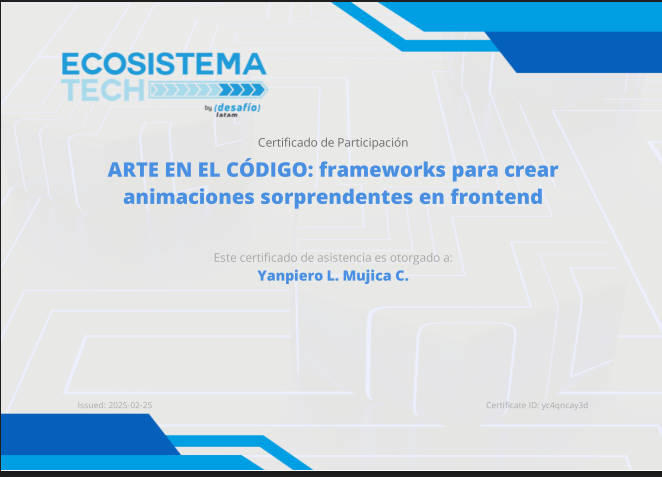 ECOSISTEMA
TECH
by {desafío}
latam
Certificado de Participación
ARTE EN EL CÓDIGO: frameworks para crear
animaciones sorprendentes en frontend
Este certificado de asistencia es otorgado a:
Yanpiero L. Mujica C.
Issued: 2025-02-25
Certificate ID: yc4qncay3d